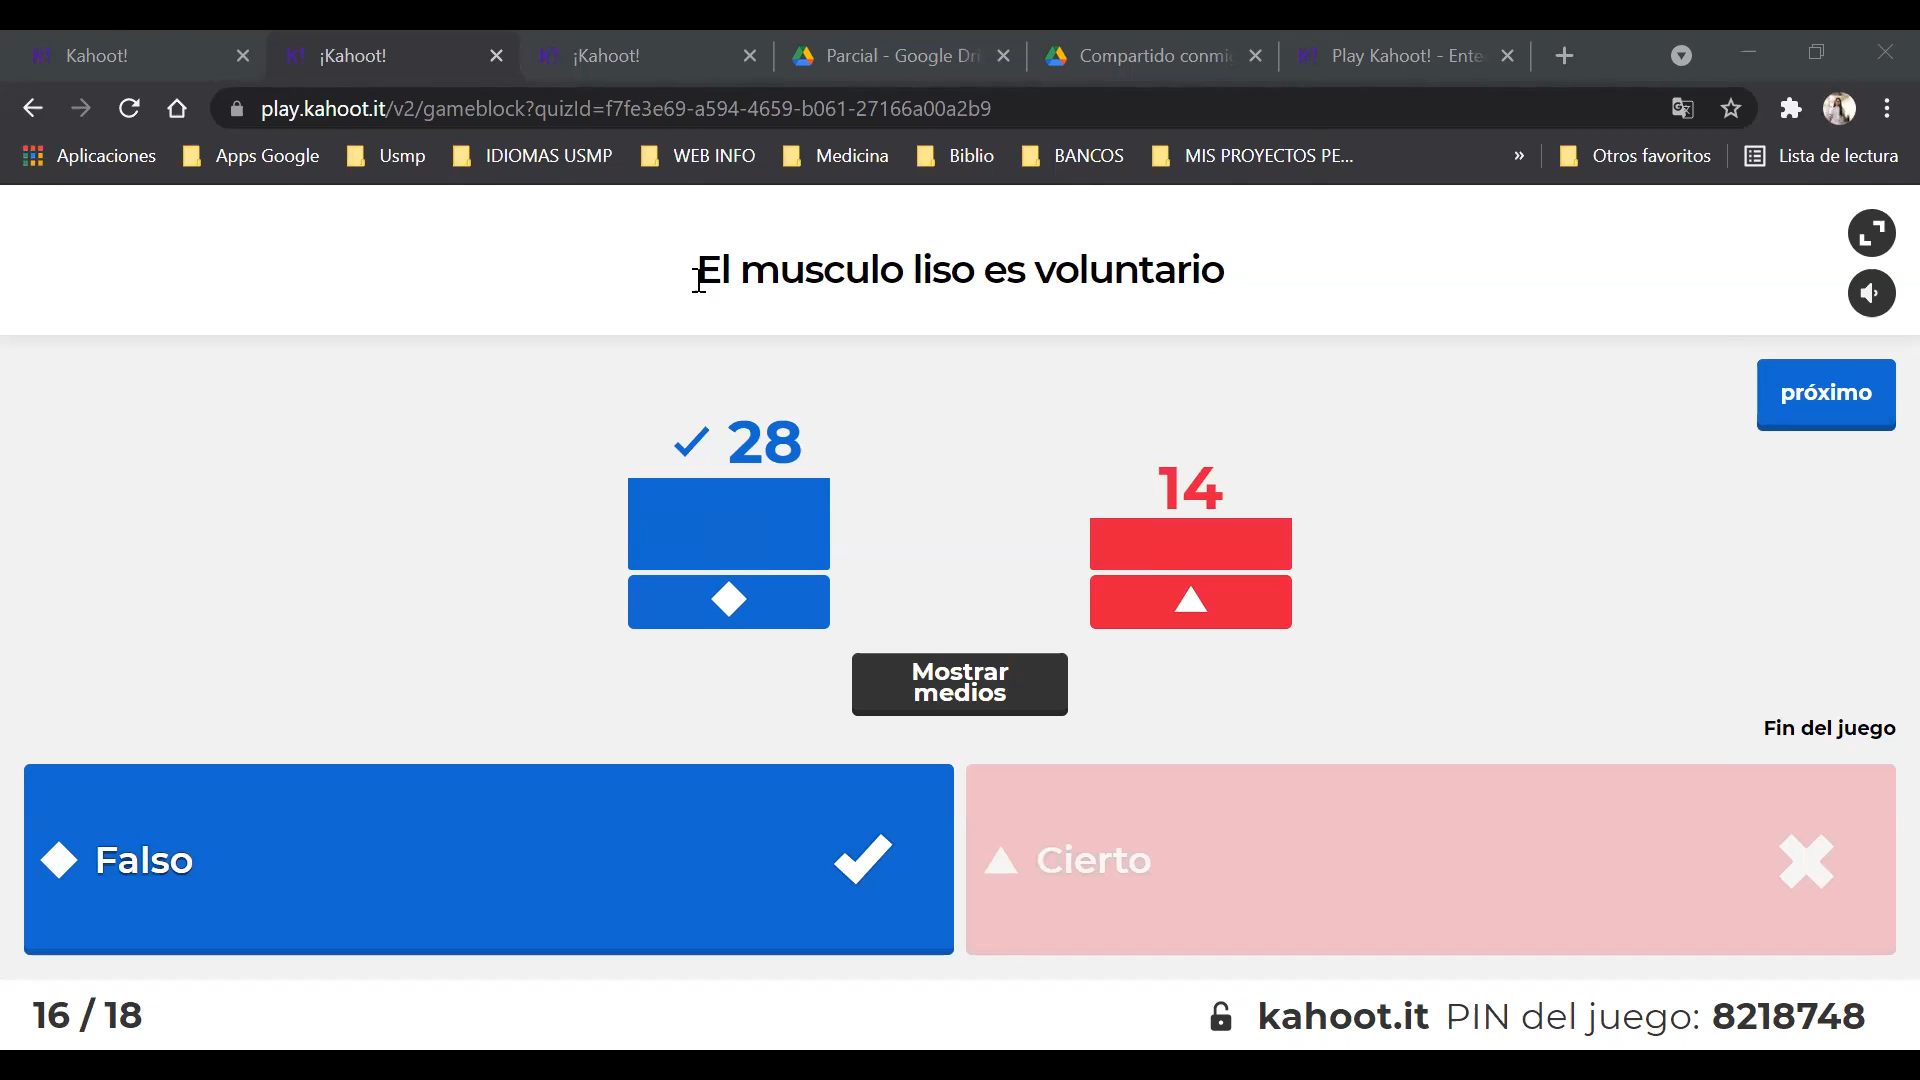 Kahoot!
¡Kahoot!
¡Kahoot!
Parcial - Google Dri
Compartido conmi
Play Kahoot! - Ente
play.kahoot.it/v2/gameblock?quizId=f7fe3e69-a594-4659-b061-27166a00a2b9
Aplicaciones
Apps Google
Usmp
IDIOMAS USMP
WEB INFO
Medicina
Biblio
BANCOS
MIS PROYECTOS PE...
»
Otros favoritos
Lista de lectura
El musculo liso es voluntario
próximo
28
14
Mostrar
medios
Fin del juego
Falso
Cierto
16 / 18
kahoot.it PIN del juego: 8218748